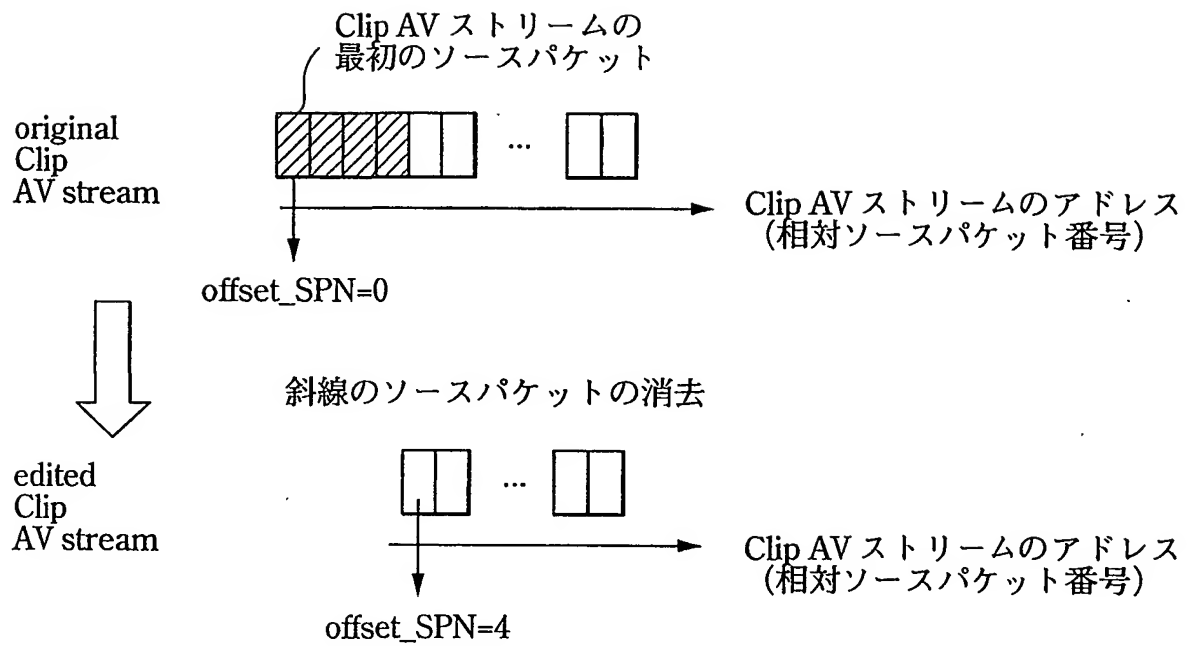 Clip AV ストリームの
最初のソースパケット
original
Clip
AV stream
...
Clip AV ストリームのアドレス
(相対ソースパケット番号)
offset_SPN=0
斜線のソースパケットの消去
edited
Clip
AV stream
...
Clip AV ストリームのアドレス
(相対ソースパケット番号)
offset_SPN=4